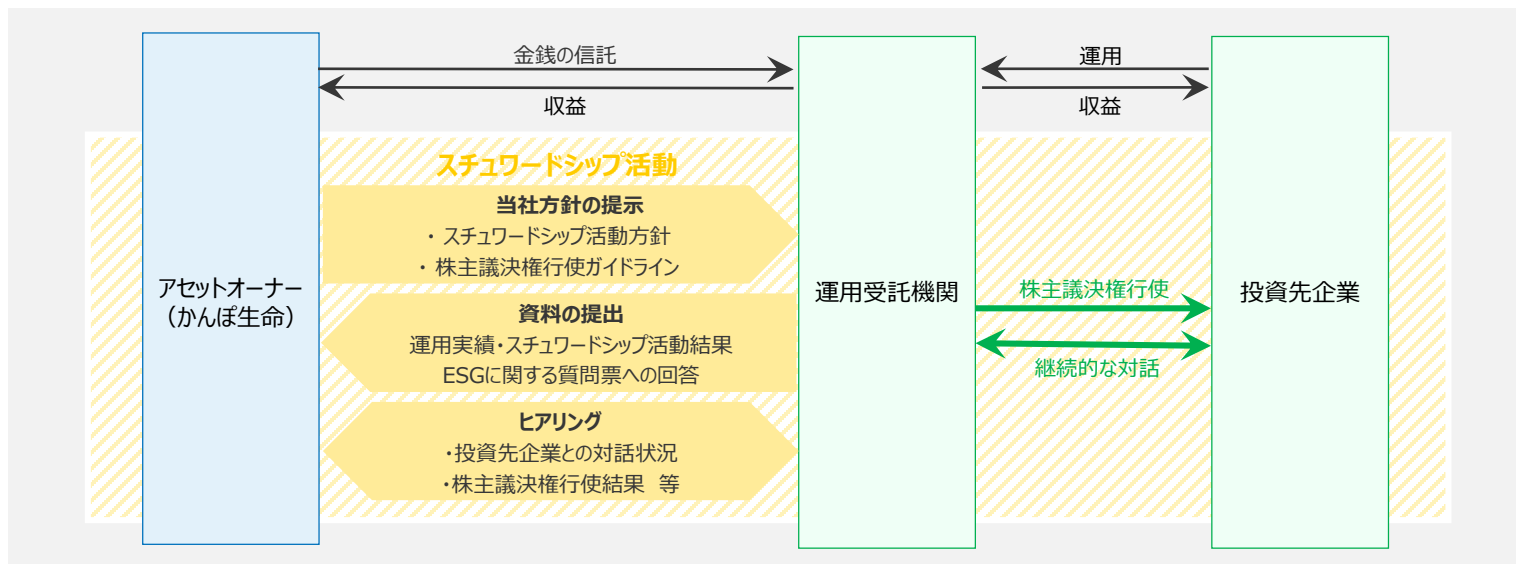 金銭の信託
収益
運用
収益
スチュワードシップ活動
当社方針の提示
・ スチュワードシップ活動方針
・ 株主議決権行使ガイドライン
資料の提出
運用実績・スチュワードシップ活動結果
ESGに関する質問票への回答
ヒアリング
・投資先企業との対話状況
・株主議決権行使結果　等
アセットオーナー
（かんぽ生命）
運用受託機関
株主議決権行使
継続的な対話
投資先企業